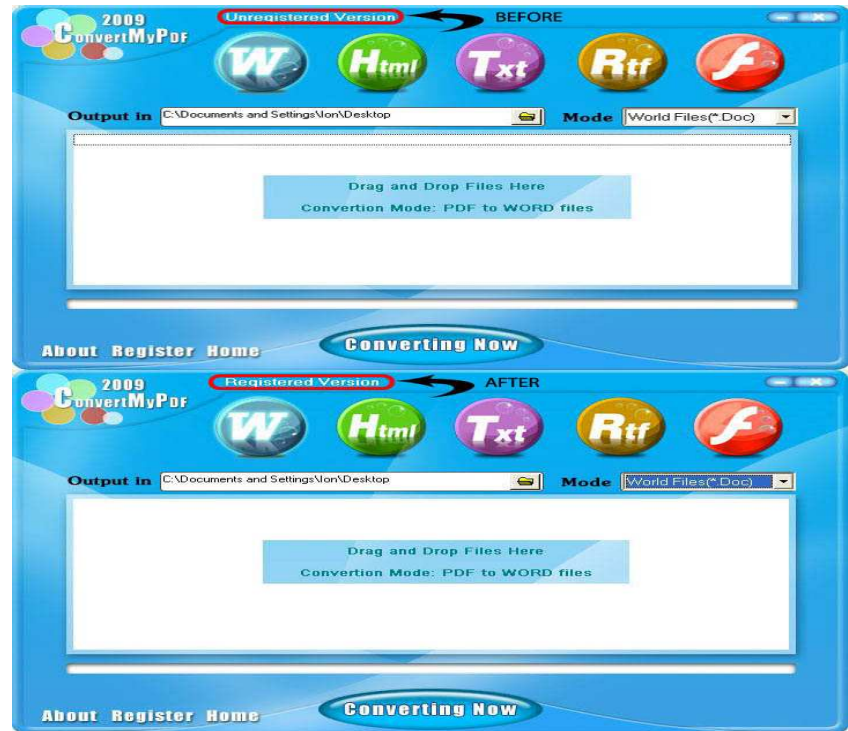 2009 Unregistered Version BEFORE
ConvertMyPDF
W Html Txt Rtf
Output in C:\Documents and Settings\Ion\Desktop Mode World Files(*.Doc)
Drag and Drop Files Here
Convertion Mode: PDF to WORD files
Converting Now
About Register Home
2009 Registered Version AFTER
ConvertMyPDF
W Html Txt Rtf
Output in C:\Documents and Settings\Ion\Desktop Mode World Files(*.Doc)
Drag and Drop Files Here
Convertion Mode: PDF to WORD files
Converting Now
About Register Home